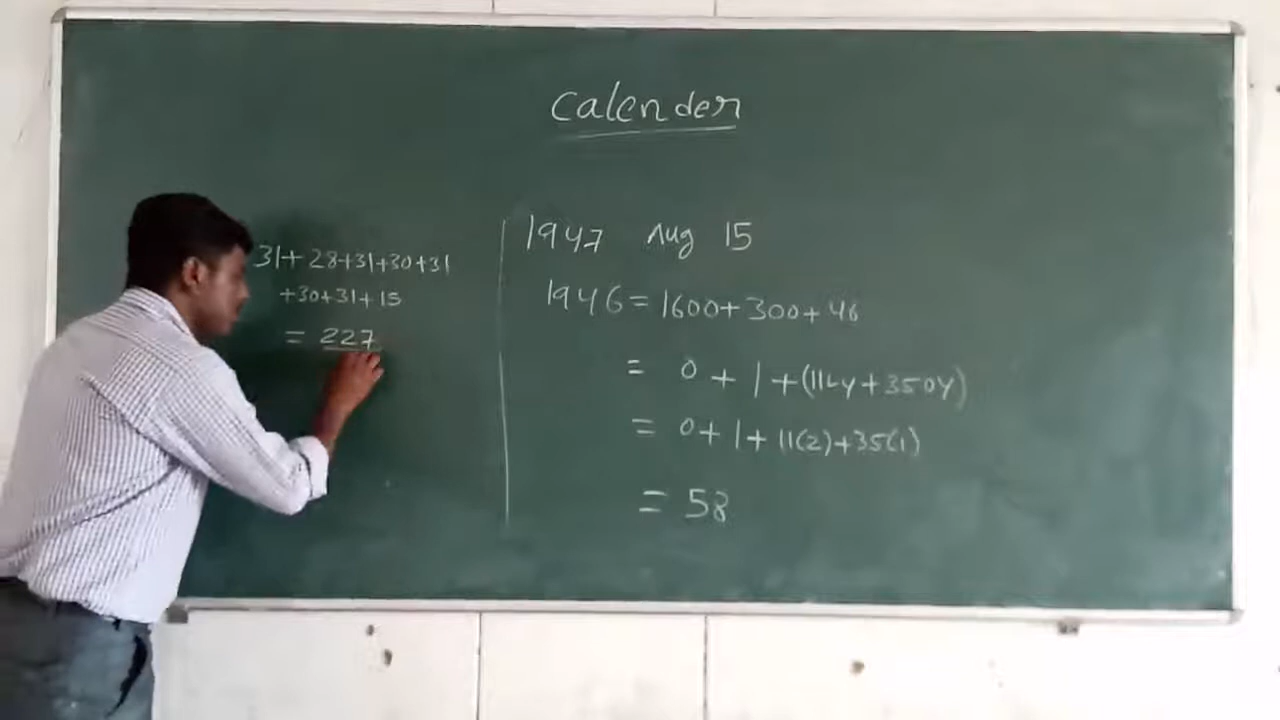 Calender
31+28+31+30+31
+30+31+15
= 227
1947 Aug 15
1946 = 1600+300+46
= 0 + 1 + (11LY + 35OY)
= 0 + 1 + 11(2)+35(1)
= 58